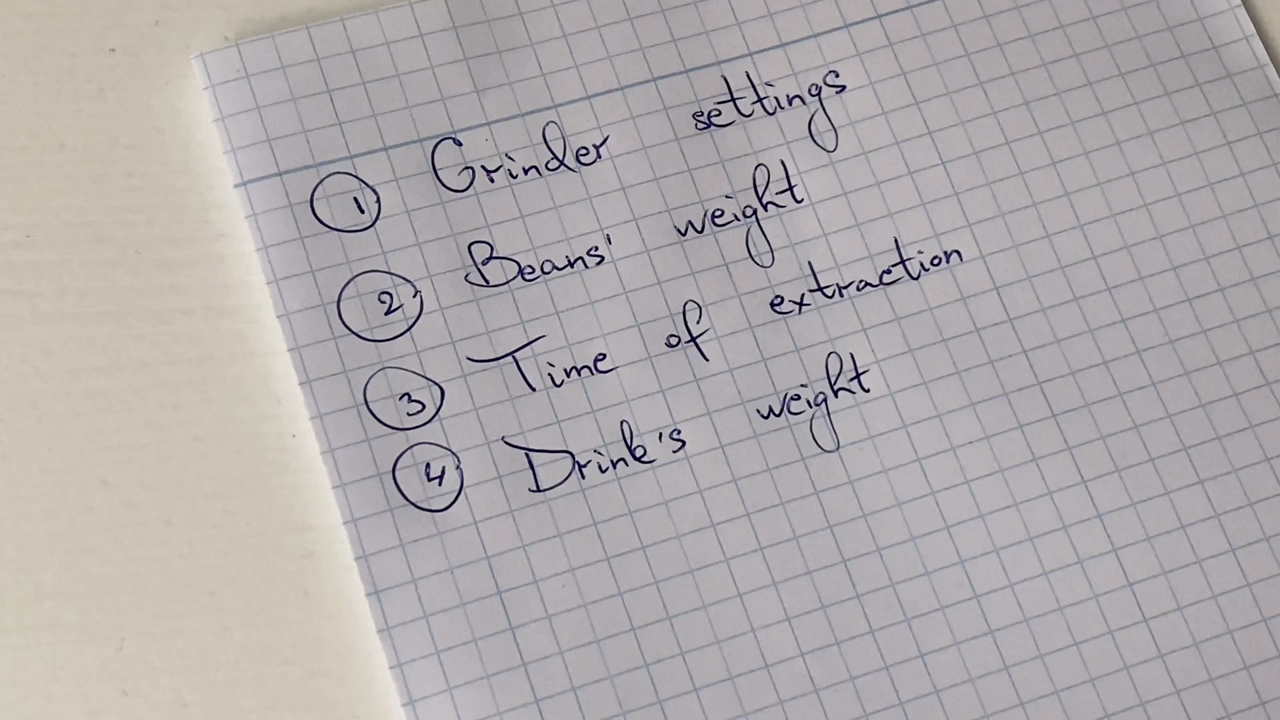 1 Grinder settings
2 Beans' weight
3 Time of extraction
4 Drink's weight